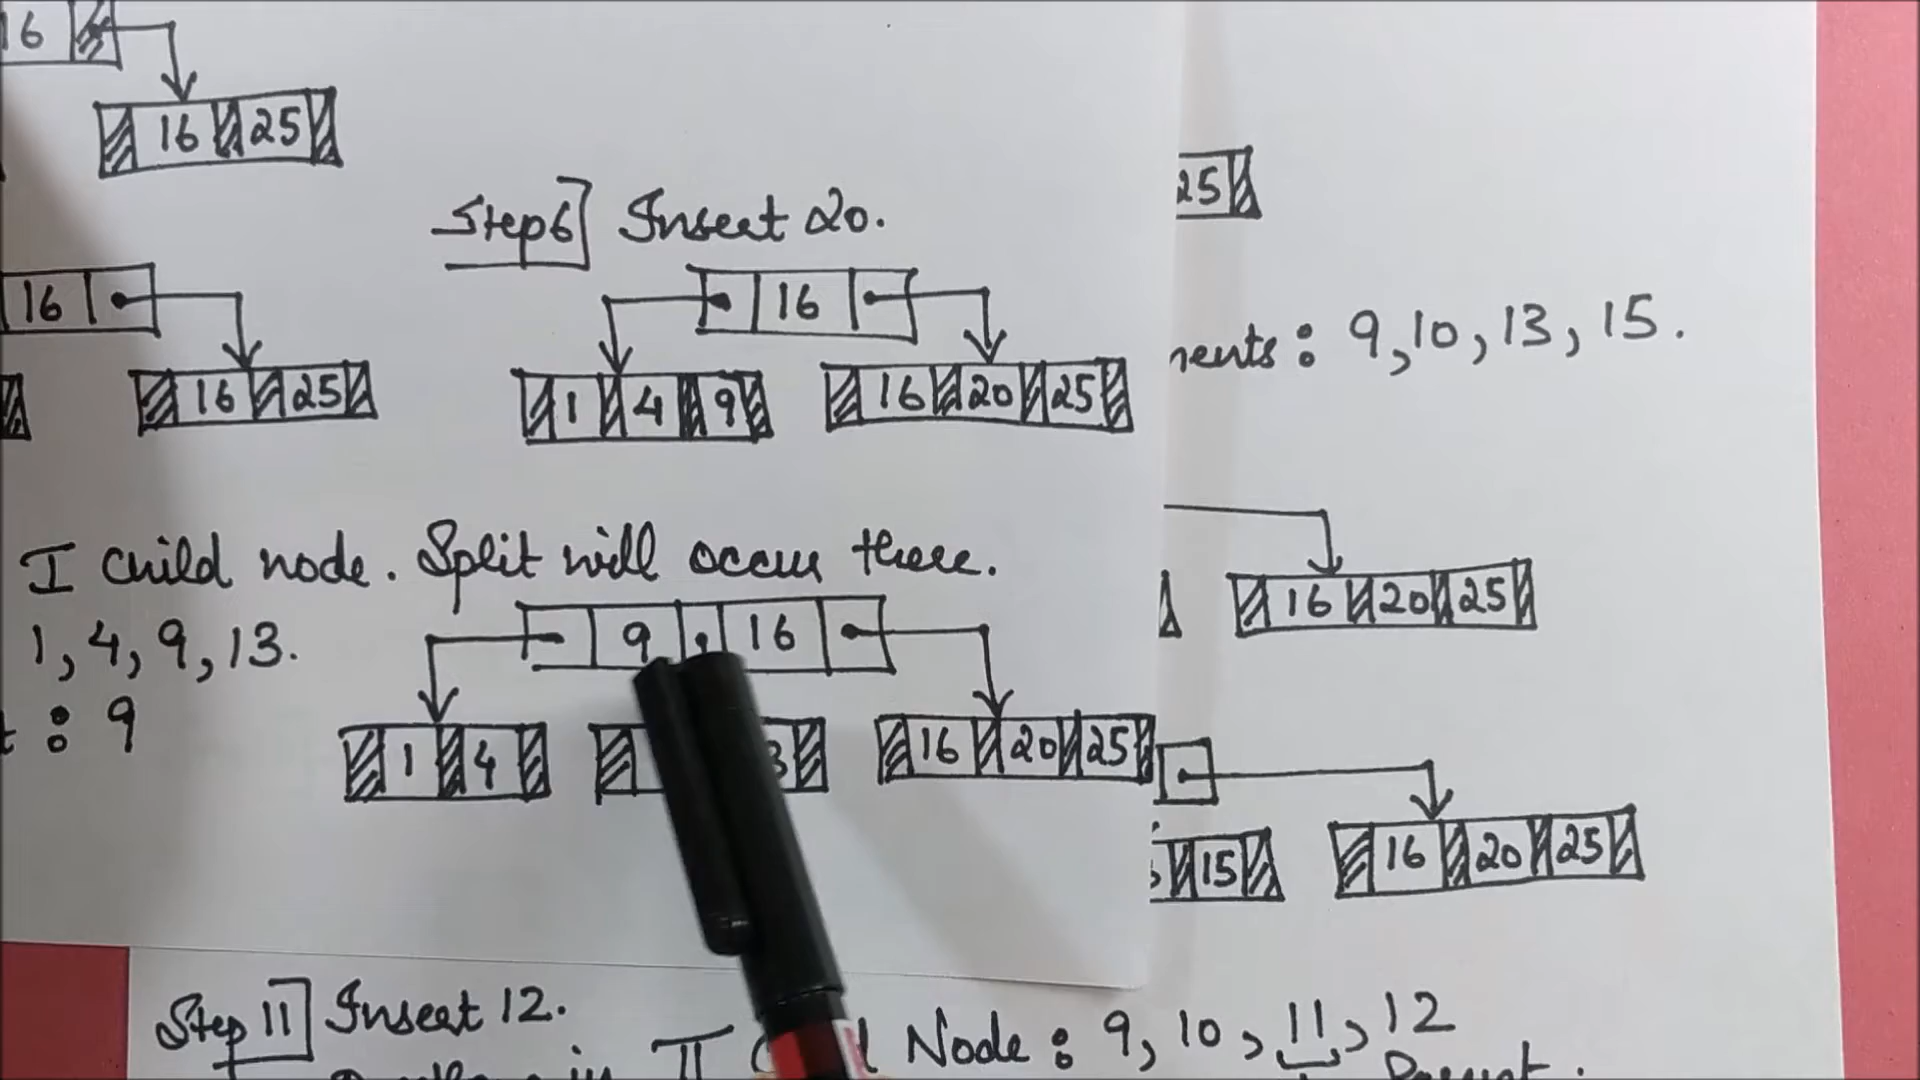 16
16 25
25
Step 6] Insert 20.
16
16
1 4 9
16 20 25
16 25
: 9, 10, 13, 15.
I child node. Split will occur there.
1, 4, 9, 13.
9 16
16 20 25
: 9
1 4
16 20 25
15
16 20 25
Step 11] Insert 12.
II Node : 9, 10, 11, 12
Parent.